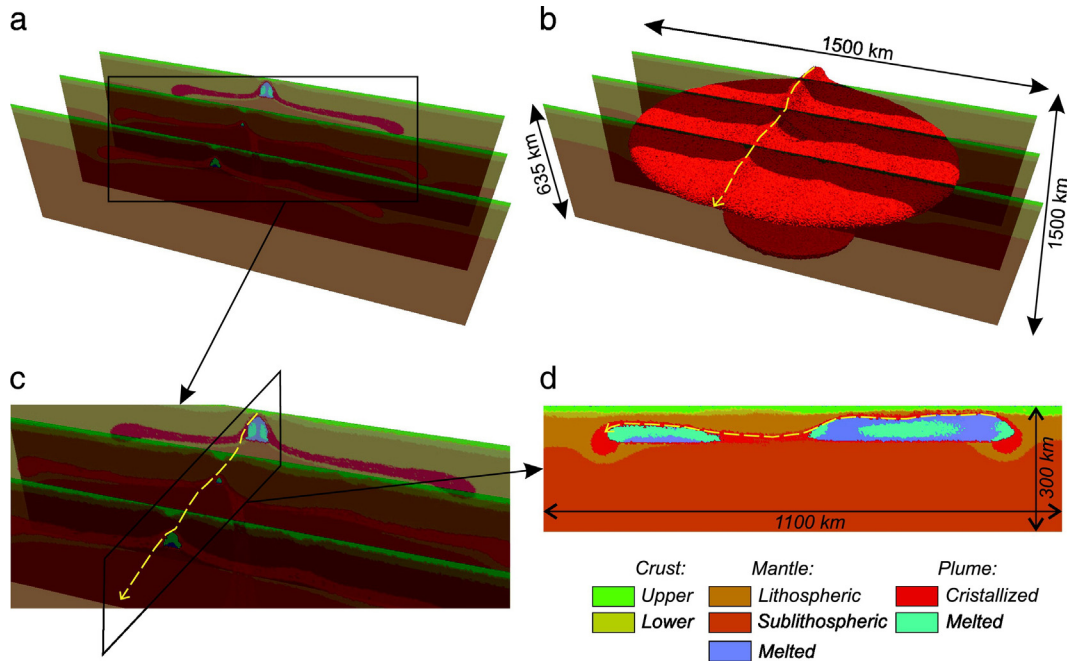 a
b
1500 km
635 km
1500 km
c
d
300 km
1100 km
Crust:
Mantle:
Plume:
Upper
Lithospheric
Cristallized
Lower
Sublithospheric
Melted
Melted